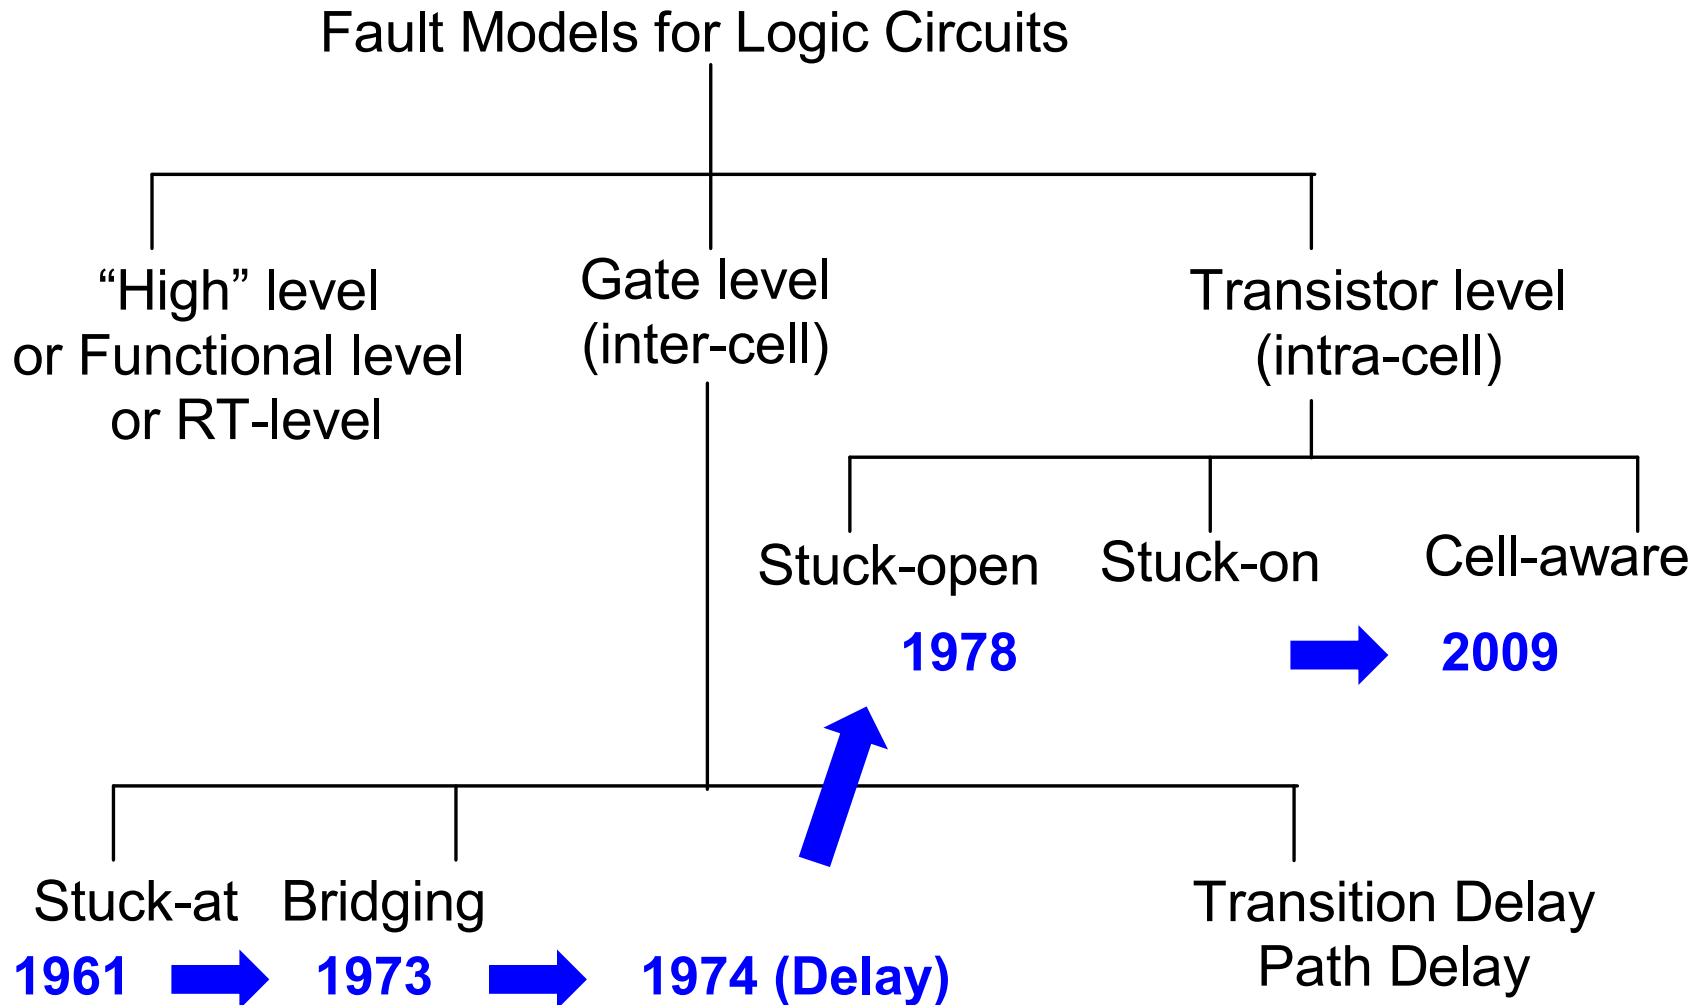 Fault Models for Logic Circuits
“High” level
or Functional level
or RT-level
Gate level
(inter-cell)
Transistor level
(intra-cell)
Stuck-open
Stuck-on
Cell-aware
1978
2009
Stuck-at
Bridging
Transition Delay
Path Delay
1961
1973
1974 (Delay)